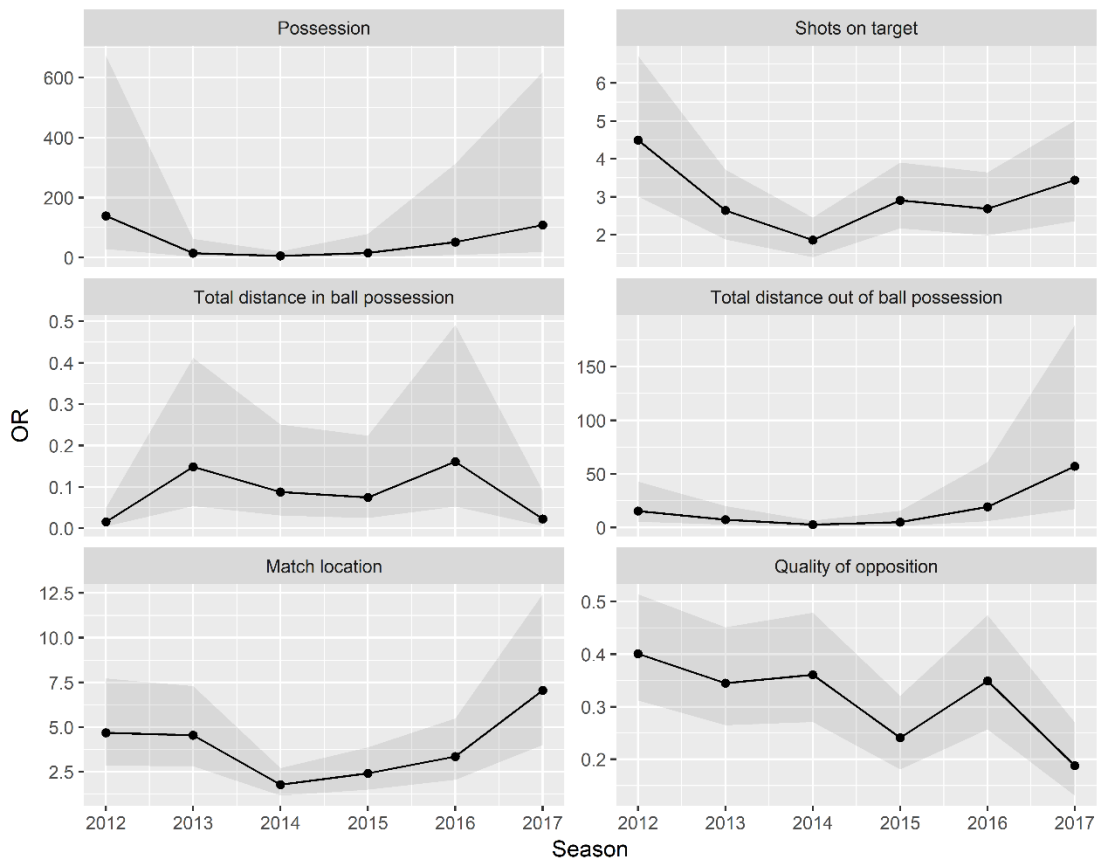 Possession
Shots on target
600
400
200
0
6
5
4
3
2
Total distance in ball possession
Total distance out of ball possession
0.5
0.4
0.3
0.2
0.1
0.0
150
100
50
0
OR
Match location
Quality of opposition
12.5
10.0
7.5
5.0
2.5
0.5
0.4
0.3
0.2
2012 2013 2014 2015 2016 2017
2012 2013 2014 2015 2016 2017
Season